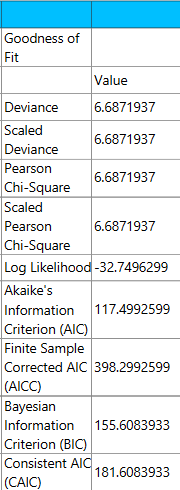 Goodness of
Fit
Value
Deviance 6.6871937
Scaled
Deviance 6.6871937
Pearson
Chi-Square 6.6871937
Scaled
Pearson 6.6871937
Chi-Square
Log Likelihood -32.7496299
Akaike's
Information 117.4992599
Criterion (AIC)
Finite Sample
Corrected AIC 398.2992599
(AICC)
Bayesian
Information 155.6083933
Criterion (BIC)
Consistent AIC 181.6083933
(CAIC)